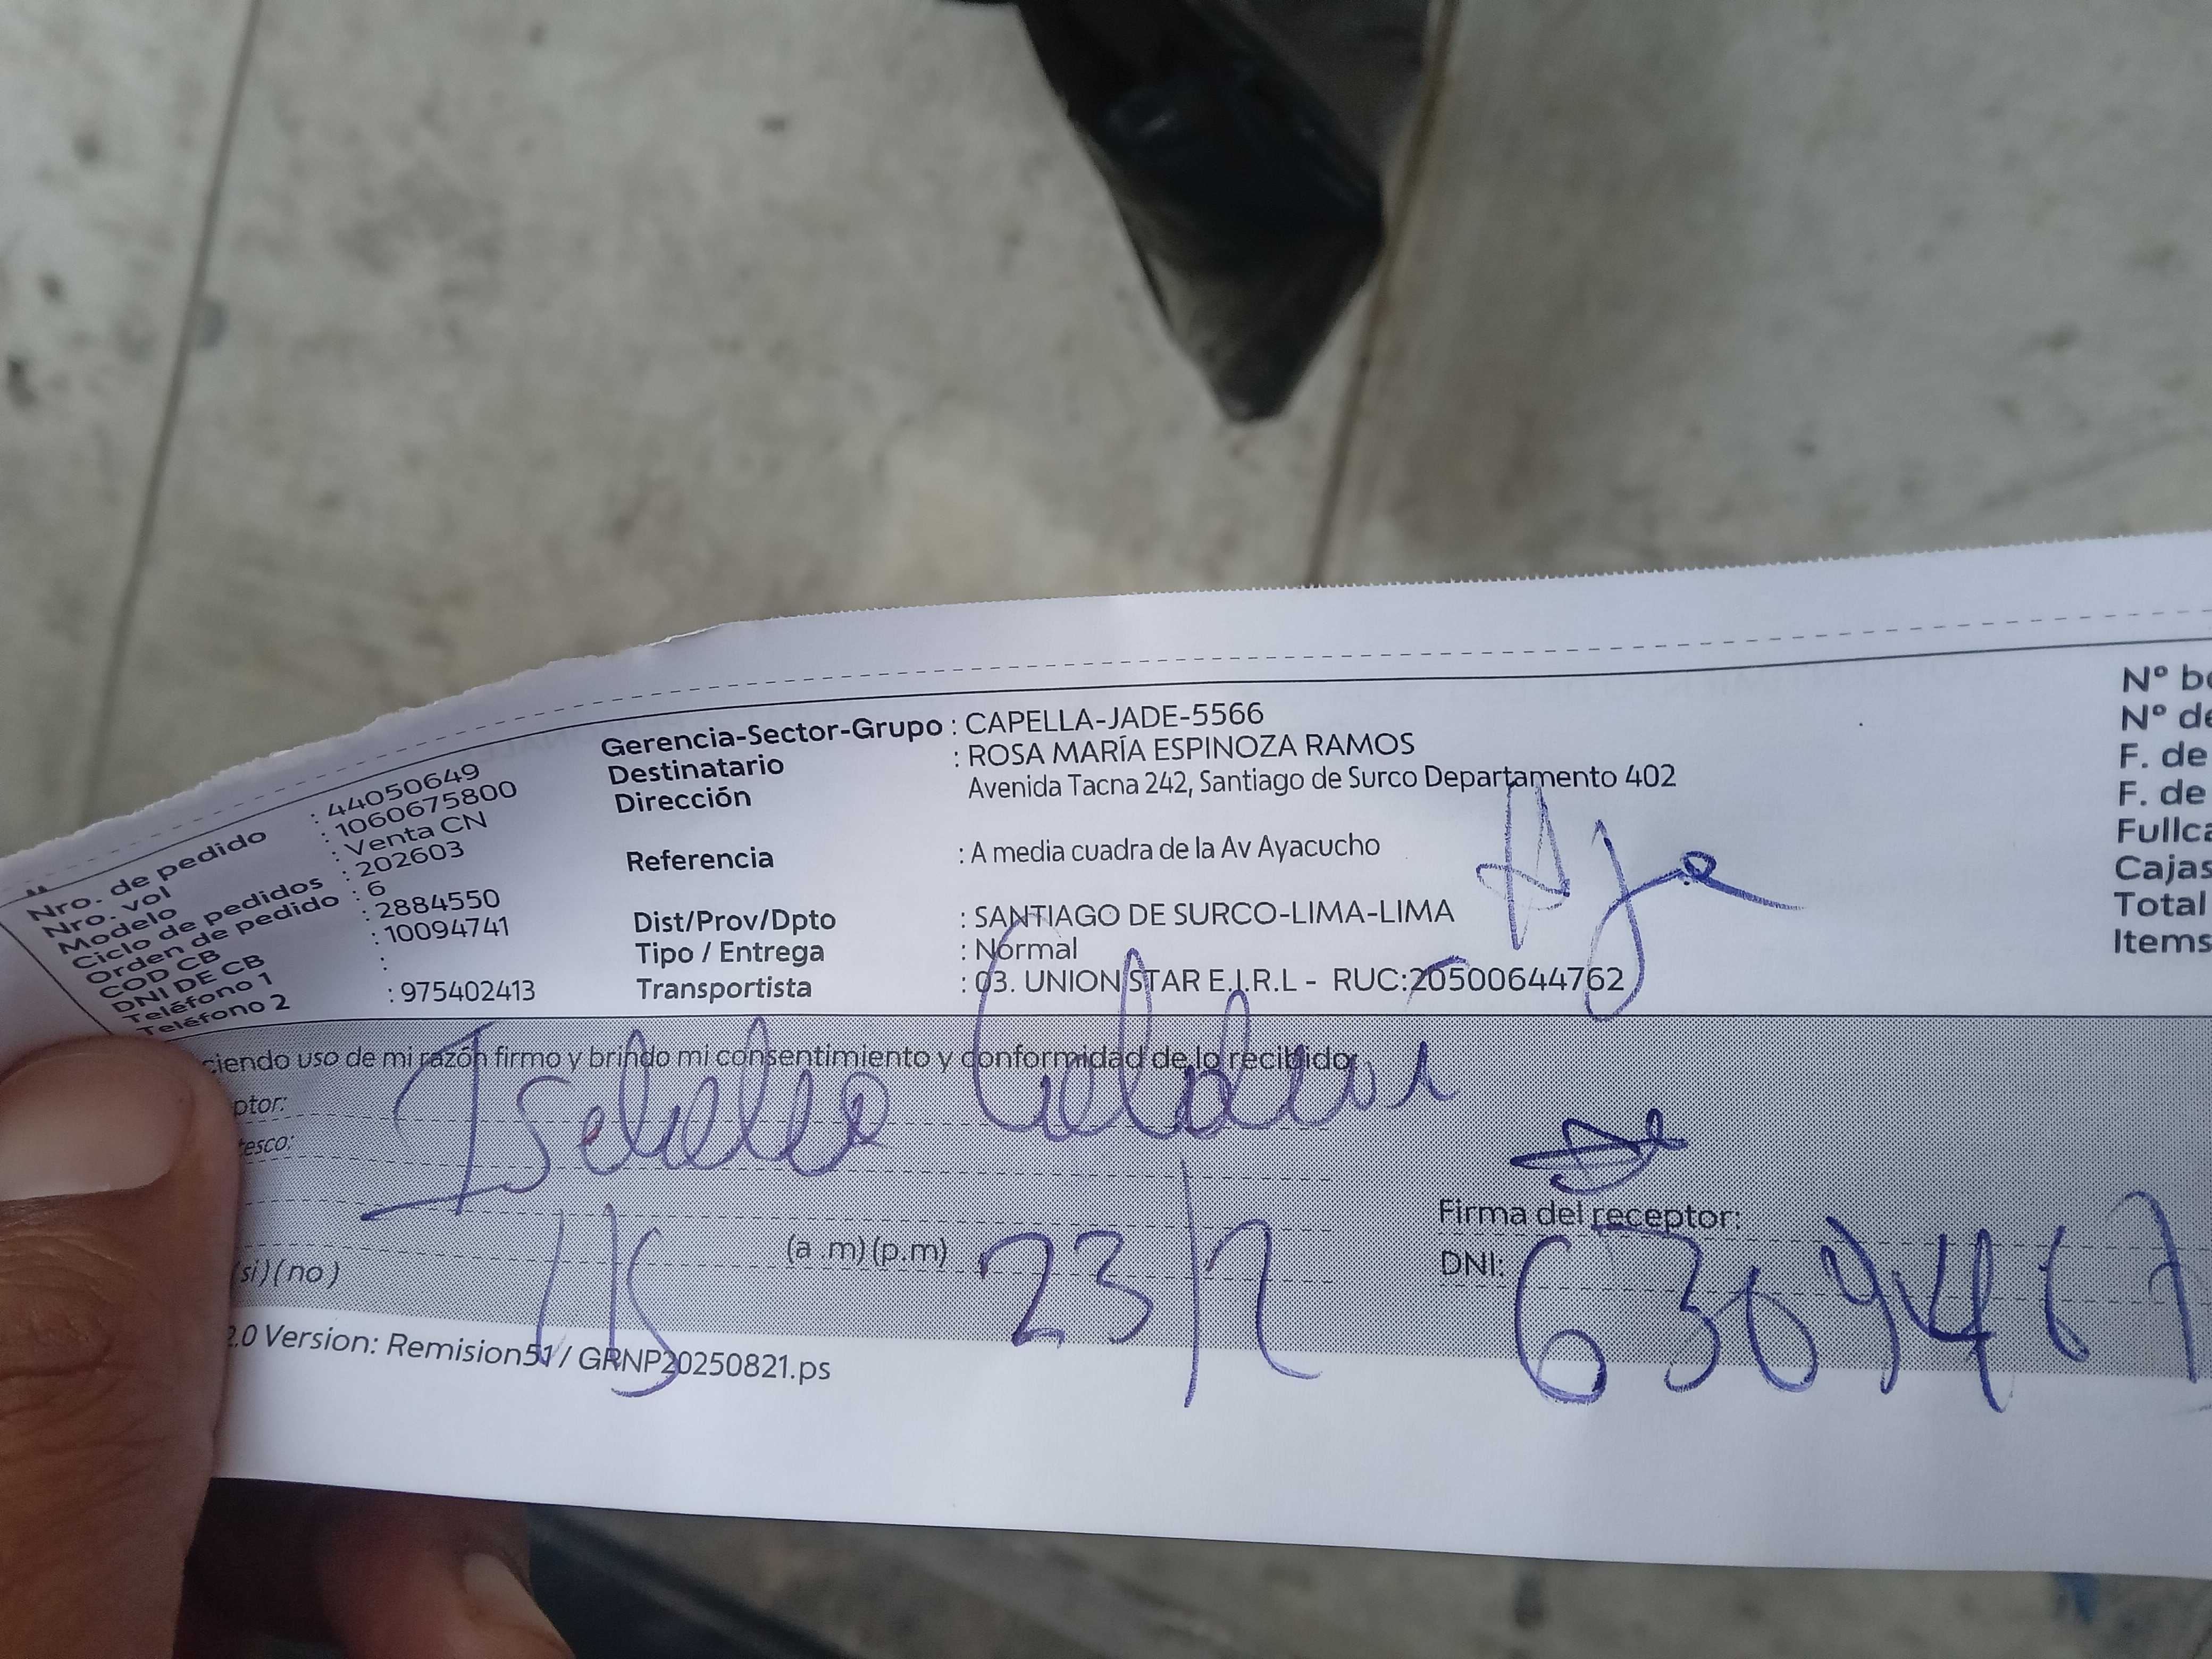 Nro. de pedido : 44050649
Nro. vol : 1060675800
Modelo : Venta CN
Ciclo de pedidos : 202603
Orden de pedido : 6
COD CB : 2884550
DNI DE CB : 10094741
Teléfono 1 :
Teléfono 2 : 975402413
Gerencia-Sector-Grupo : CAPELLA-JADE-5566
Destinatario : ROSA MARÍA ESPINOZA RAMOS
Dirección Avenida Tacna 242, Santiago de Surco Departamento 402
Referencia : A media cuadra de la Av Ayacucho
Dist/Prov/Dpto : SANTIAGO DE SURCO-LIMA-LIMA
Tipo / Entrega : Normal
Transportista : 03. UNION STAR E.I.R.L - RUC:20500644762
N° b
N° de
F. de
F. de
Fullca
Cajas
Total
Items
ciendo uso de mi razón firmo y brindo mi consentimiento y conformidad de lo recibido
ptor:
tesco:
Firma del receptor:
(si)(no) (a .m)(p.m) 23/2
DNI:
2.0 Version: Remision51 / GRNP20250821.ps